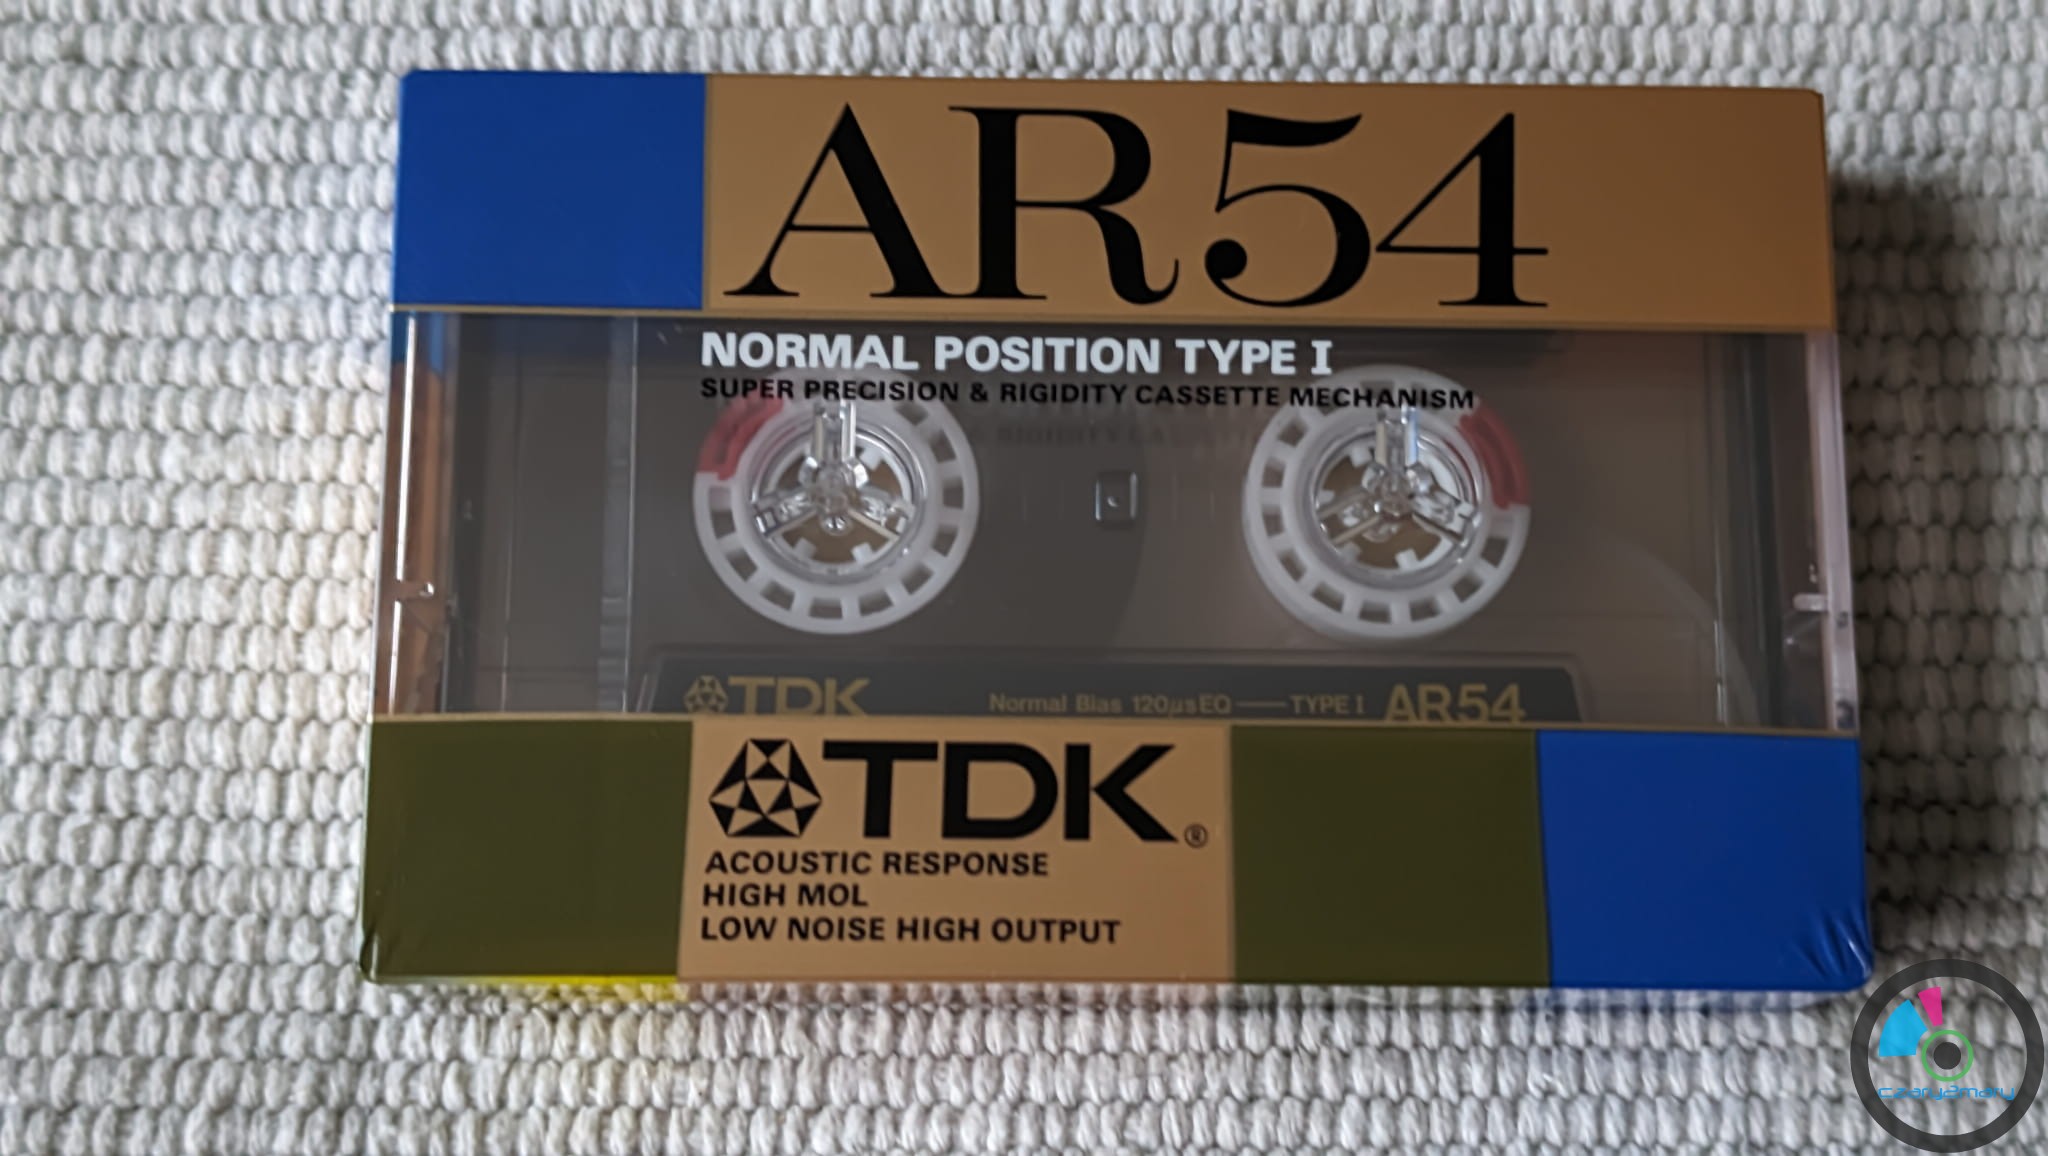 AR54
NORMAL POSITION TYPE I
SUPER PRECISION & RIGIDITY CASSETTE MECHANISM
TDK
Normal Bias 120µsEQ — TYPE I AR54
TDK®
ACOUSTIC RESPONSE
HIGH MOL
LOW NOISE HIGH OUTPUT